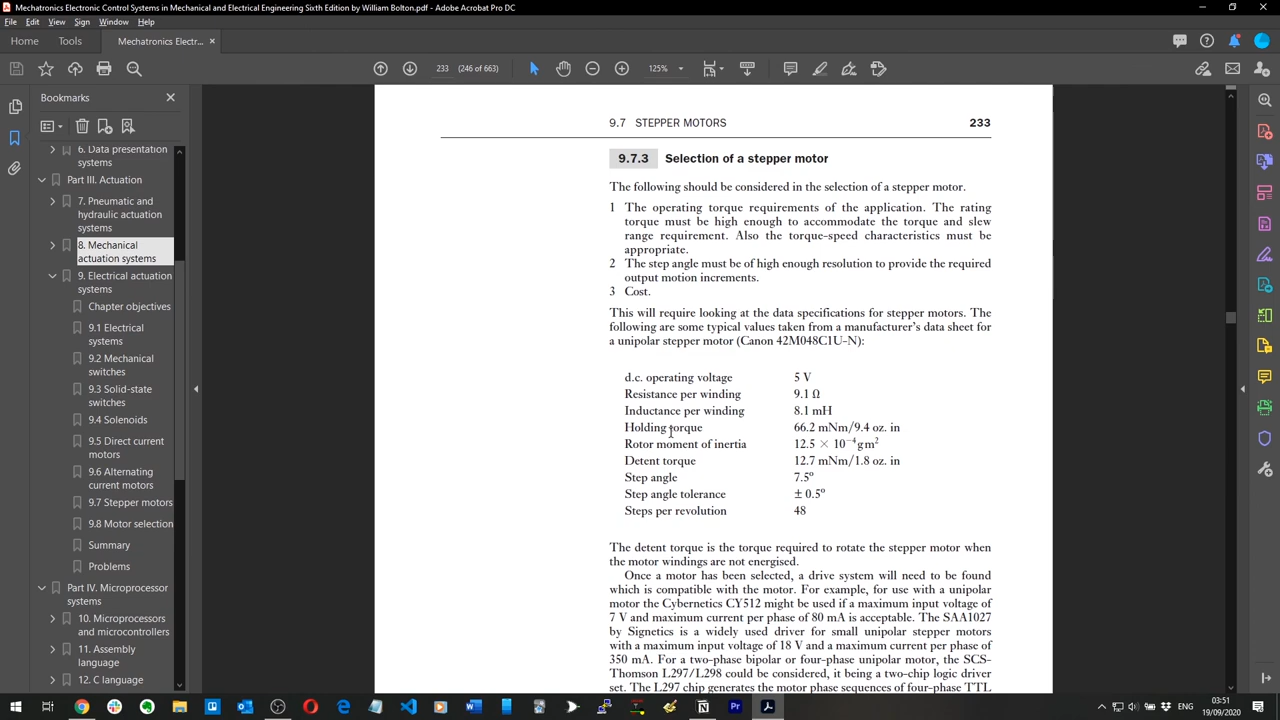 Mechatronics Electronic Control Systems in Mechanical and Electrical Engineering Sixth Edition by William Bolton.pdf - Adobe Acrobat Pro DC
File Edit View Sign Window Help
Home Tools Mechatronics Electr... ×
233 (246 of 663) 125%
Bookmarks
6. Data presentation
systems
Part III. Actuation
7. Pneumatic and
hydraulic actuation
systems
8. Mechanical
actuation systems
9. Electrical actuation
systems
Chapter objectives
9.1 Electrical
systems
9.2 Mechanical
switches
9.3 Solid-state
switches
9.4 Solenoids
9.5 Direct current
motors
9.6 Alternating
current motors
9.7 Stepper motors
9.8 Motor selection
Summary
Problems
Part IV. Microprocessor
systems
10. Microprocessors
and microcontrollers
11. Assembly
language
12. C language
9.7 STEPPER MOTORS 233
9.7.3 Selection of a stepper motor
The following should be considered in the selection of a stepper motor.
1 The operating torque requirements of the application. The rating
torque must be high enough to accommodate the torque and slew
range requirement. Also the torque-speed characteristics must be
appropriate.
2 The step angle must be of high enough resolution to provide the required
output motion increments.
3 Cost.
This will require looking at the data specifications for stepper motors. The
following are some typical values taken from a manufacturer's data sheet for
a unipolar stepper motor (Canon 42M048C1U-N):
d.c. operating voltage 5 V
Resistance per winding 9.1 Ω
Inductance per winding 8.1 mH
Holding torque 66.2 mNm/9.4 oz. in
Rotor moment of inertia 12.5 × 10⁻⁴ g m²
Detent torque 12.7 mNm/1.8 oz. in
Step angle 7.5°
Step angle tolerance ± 0.5°
Steps per revolution 48
The detent torque is the torque required to rotate the stepper motor when
the motor windings are not energised.
Once a motor has been selected, a drive system will need to be found
which is compatible with the motor. For example, for use with a unipolar
motor the Cybernetics CY512 might be used if a maximum input voltage of
7 V and maximum current per phase of 80 mA is acceptable. The SAA1027
by Signetics is a widely used driver for small unipolar stepper motors
with a maximum input voltage of 18 V and a maximum current per phase of
350 mA. For a two-phase bipolar or four-phase unipolar motor, the SCS-
Thomson L297/L298 could be considered, it being a two-chip logic driver
set. The L297 chip generates the motor phase sequences of four-phase TTL
ENG
03:51
19/09/2020